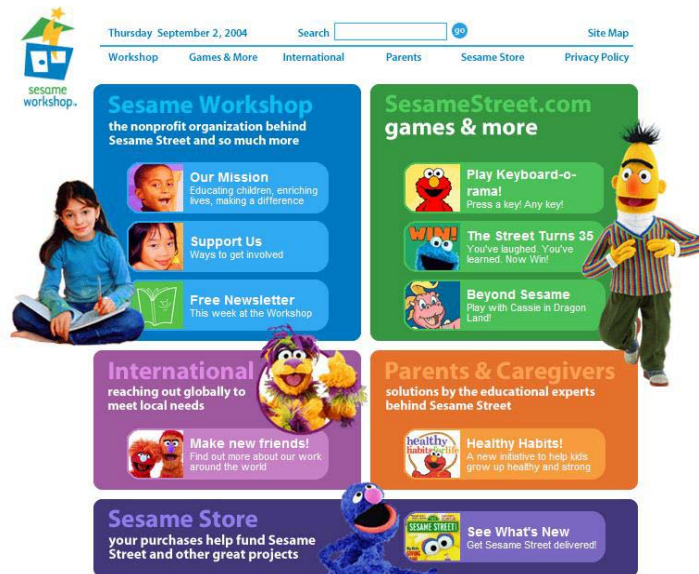 Thursday September 2, 2004
Search
go
Site Map
Workshop
Games & More
International
Parents
Sesame Store
Privacy Policy
sesame
workshop™
Sesame Workshop
the nonprofit organization behind
Sesame Street and so much more
Our Mission
Educating children, enriching
lives, making a difference
Support Us
Ways to get involved
Free Newsletter
This week at the Workshop
SesameStreet.com
games & more
Play Keyboard-o-
rama!
Press a key! Any key!
WIN!
The Street Turns 35
You've laughed. You've
learned. Now Win!
Beyond Sesame
Play with Cassie in Dragon
Land!
International
reaching out globally to
meet local needs
Make new friends!
Find out more about our work
around the world
Parents & Caregivers
solutions by the educational experts
behind Sesame Street
healthy
habits for life
Healthy Habits!
A new initiative to help kids
grow up healthy and strong
Sesame Store
your purchases help fund Sesame
Street and other great projects
SESAME STREET
See What's New
Get Sesame Street delivered!